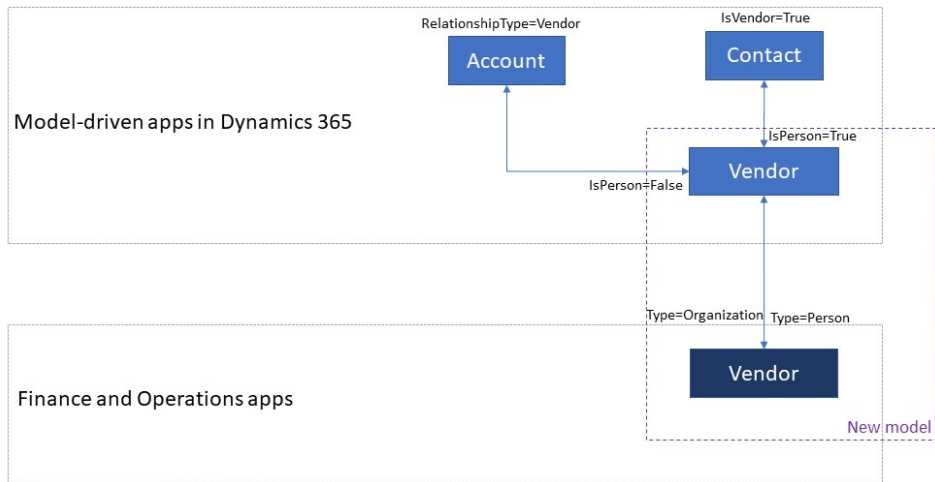 IsVendor=True
RelationshipType=Vendor
Account
Contact
Model-driven apps in Dynamics 365
IsPerson=True
Vendor
IsPerson=False
Type=Organization
Type=Person
Vendor
Finance and Operations apps
New model